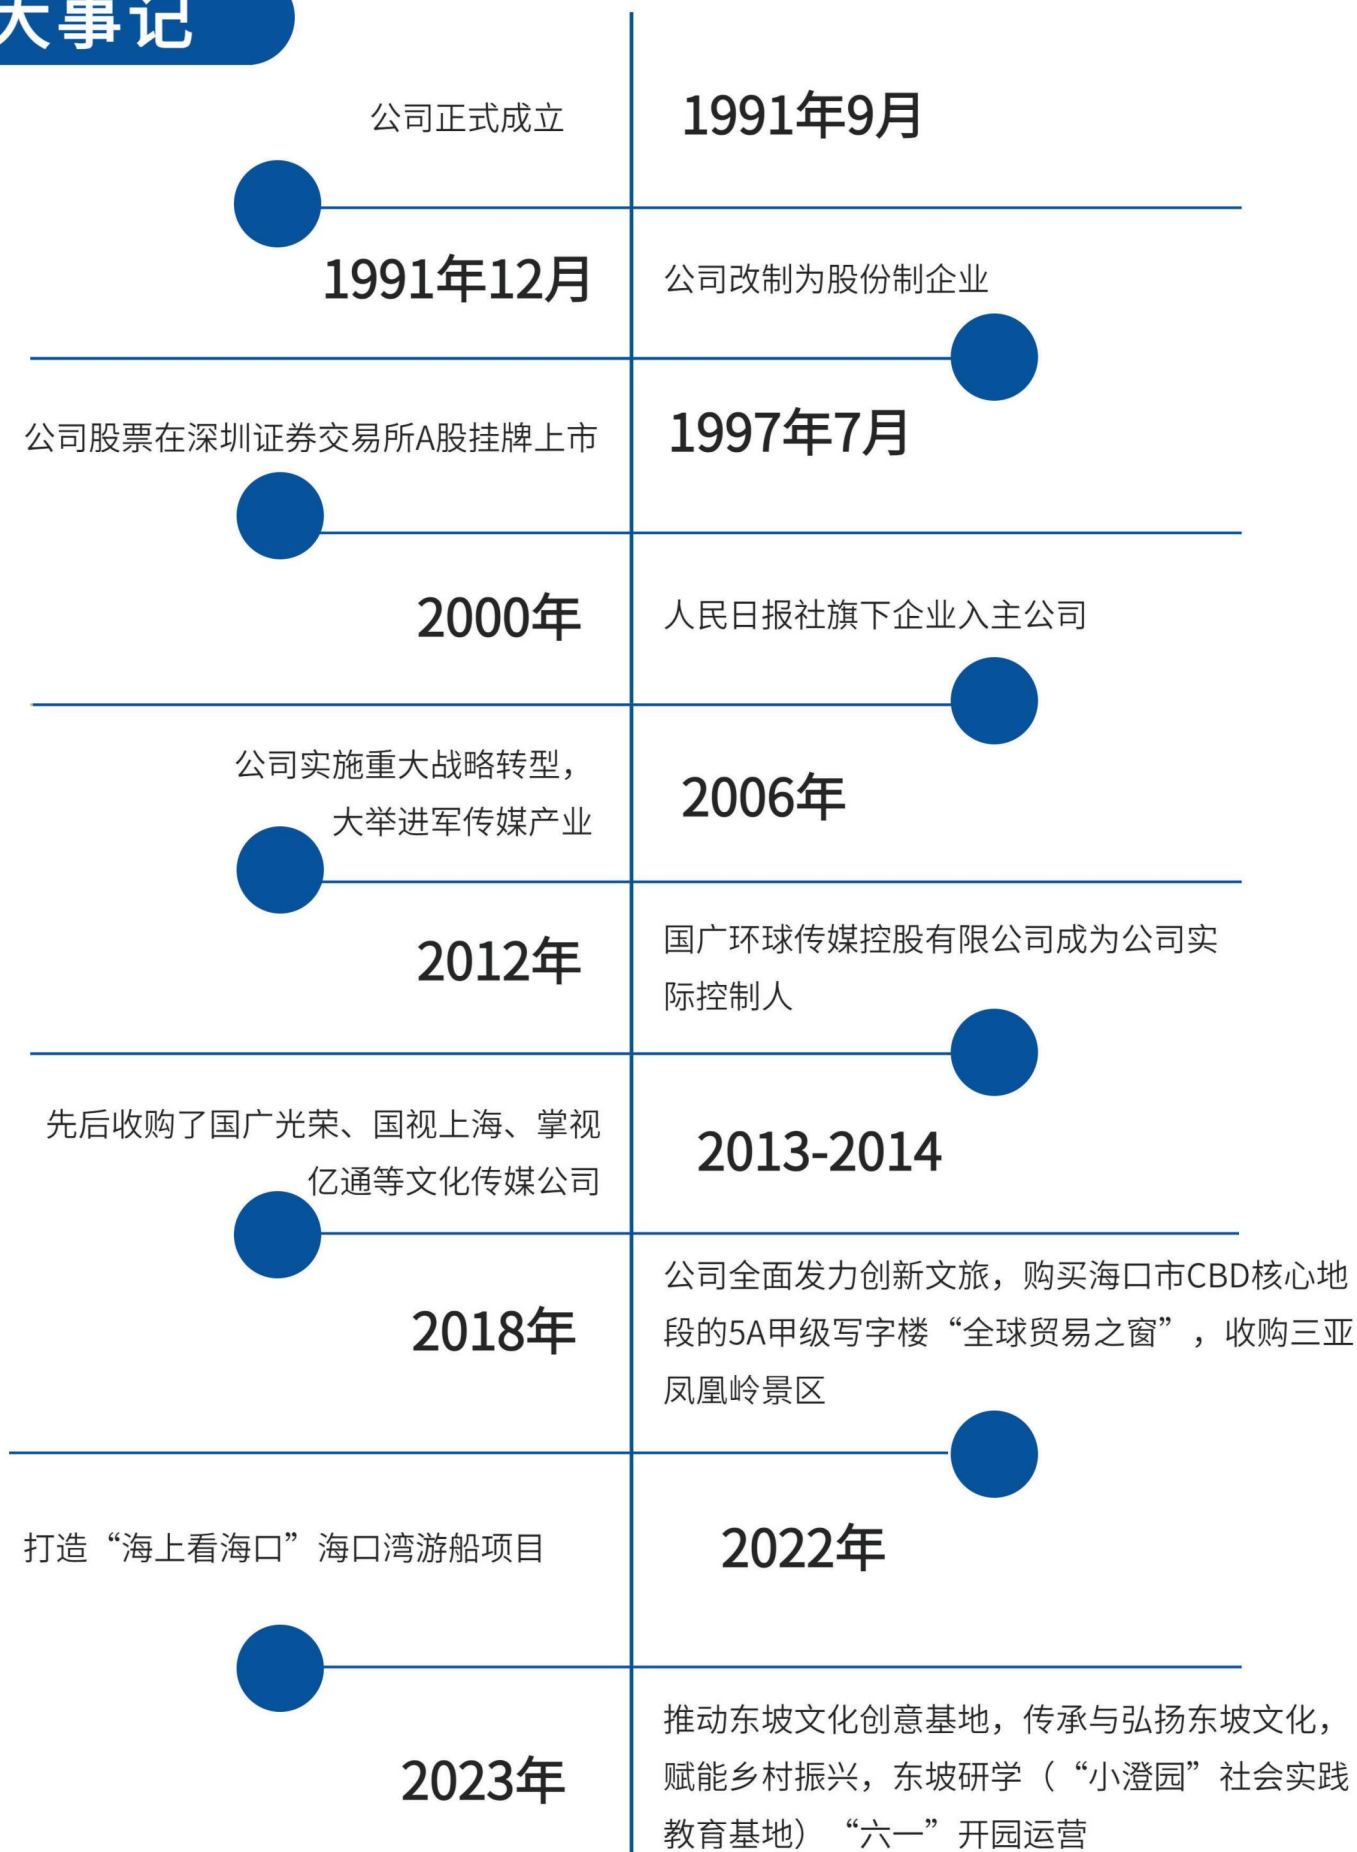 大事记
公司正式成立
1991年9月
1991年12月
公司改制为股份制企业
公司股票在深圳证券交易所A股挂牌上市
1997年7月
2000年
人民日报社旗下企业入主公司
公司实施重大战略转型，
大举进军传媒产业
2006年
2012年
国广环球传媒控股有限公司成为公司实
际控制人
先后收购了国广光荣、国视上海、掌视
亿通等文化传媒公司
2013-2014
2018年
公司全面发力创新文旅，购买海口市CBD核心地
段的5A甲级写字楼“全球贸易之窗”，收购三亚
凤凰岭景区
打造“海上看海口”海口湾游船项目
2022年
2023年
推动东坡文化创意基地，传承与弘扬东坡文化，
赋能乡村振兴，东坡研学（“小澄园”社会实践
教育基地）“六一”开园运营